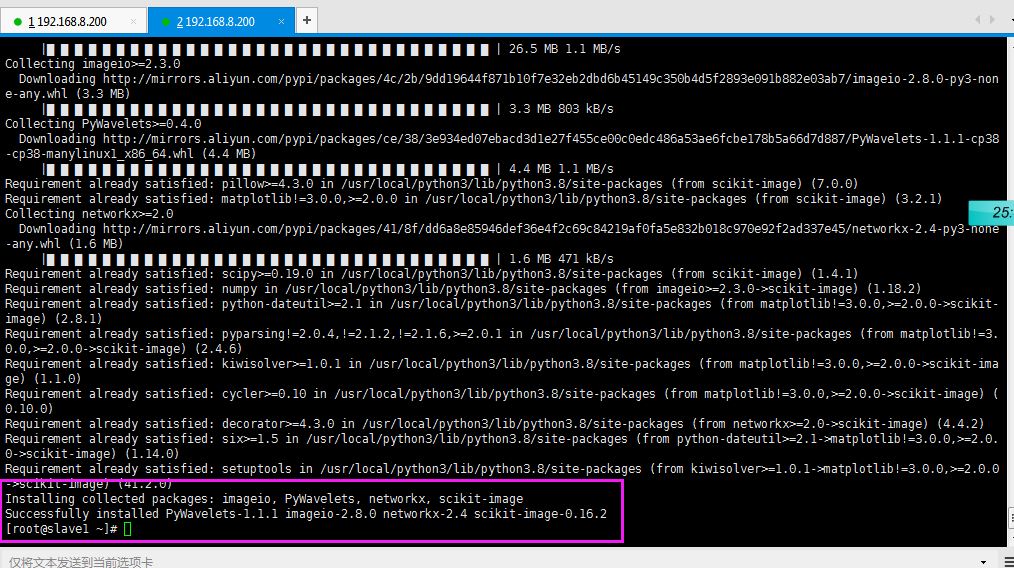 1 192.168.8.200 × 2 192.168.8.200 × +
| 26.5 MB 1.1 MB/s
Collecting imageio>=2.3.0
Downloading http://mirrors.aliyun.com/pypi/packages/4c/2b/9dd19644f871b10f7e32eb2dbd6b45149c350b4d5f2893e091b882e03ab7/imageio-2.8.0-py3-non
e-any.whl (3.3 MB)
| 3.3 MB 803 kB/s
Collecting PyWavelets>=0.4.0
Downloading http://mirrors.aliyun.com/pypi/packages/ce/38/3e934ed07ebacd3d1e27f455ce00c0edc486a53ae6fcbe178b5a66d7d887/PyWavelets-1.1.1-cp38
-cp38-manylinux1_x86_64.whl (4.4 MB)
| 4.4 MB 1.1 MB/s
Requirement already satisfied: pillow>=4.3.0 in /usr/local/python3/lib/python3.8/site-packages (from scikit-image) (7.0.0)
Requirement already satisfied: matplotlib!=3.0.0,>=2.0.0 in /usr/local/python3/lib/python3.8/site-packages (from scikit-image) (3.2.1)
Collecting networkx>=2.0
25:
Downloading http://mirrors.aliyun.com/pypi/packages/41/8f/dd6a8e85946def36e4f2c69c84219af0fa5e832b018c970e92f2ad337e45/networkx-2.4-py3-none
-any.whl (1.6 MB)
| 1.6 MB 471 kB/s
Requirement already satisfied: scipy>=0.19.0 in /usr/local/python3/lib/python3.8/site-packages (from scikit-image) (1.4.1)
Requirement already satisfied: numpy in /usr/local/python3/lib/python3.8/site-packages (from imageio>=2.3.0->scikit-image) (1.18.2)
Requirement already satisfied: python-dateutil>=2.1 in /usr/local/python3/lib/python3.8/site-packages (from matplotlib!=3.0.0,>=2.0.0->scikit-
image) (2.8.1)
Requirement already satisfied: pyparsing!=2.0.4,!=2.1.2,!=2.1.6,>=2.0.1 in /usr/local/python3/lib/python3.8/site-packages (from matplotlib!=3.
0.0,>=2.0.0->scikit-image) (2.4.6)
Requirement already satisfied: kiwisolver>=1.0.1 in /usr/local/python3/lib/python3.8/site-packages (from matplotlib!=3.0.0,>=2.0.0->scikit-ima
ge) (1.1.0)
Requirement already satisfied: cycler>=0.10 in /usr/local/python3/lib/python3.8/site-packages (from matplotlib!=3.0.0,>=2.0.0->scikit-image) (
0.10.0)
Requirement already satisfied: decorator>=4.3.0 in /usr/local/python3/lib/python3.8/site-packages (from networkx>=2.0->scikit-image) (4.4.2)
Requirement already satisfied: six>=1.5 in /usr/local/python3/lib/python3.8/site-packages (from python-dateutil>=2.1->matplotlib!=3.0.0,>=2.0.
0->scikit-image) (1.14.0)
Requirement already satisfied: setuptools in /usr/local/python3/lib/python3.8/site-packages (from kiwisolver>=1.0.1->matplotlib!=3.0.0,>=2.0.0
->scikit-image) (41.2.0)
Installing collected packages: imageio, PyWavelets, networkx, scikit-image
Successfully installed PyWavelets-1.1.1 imageio-2.8.0 networkx-2.4 scikit-image-0.16.2
[root@slave1 ~]#
仅将文本发送到当前选项卡